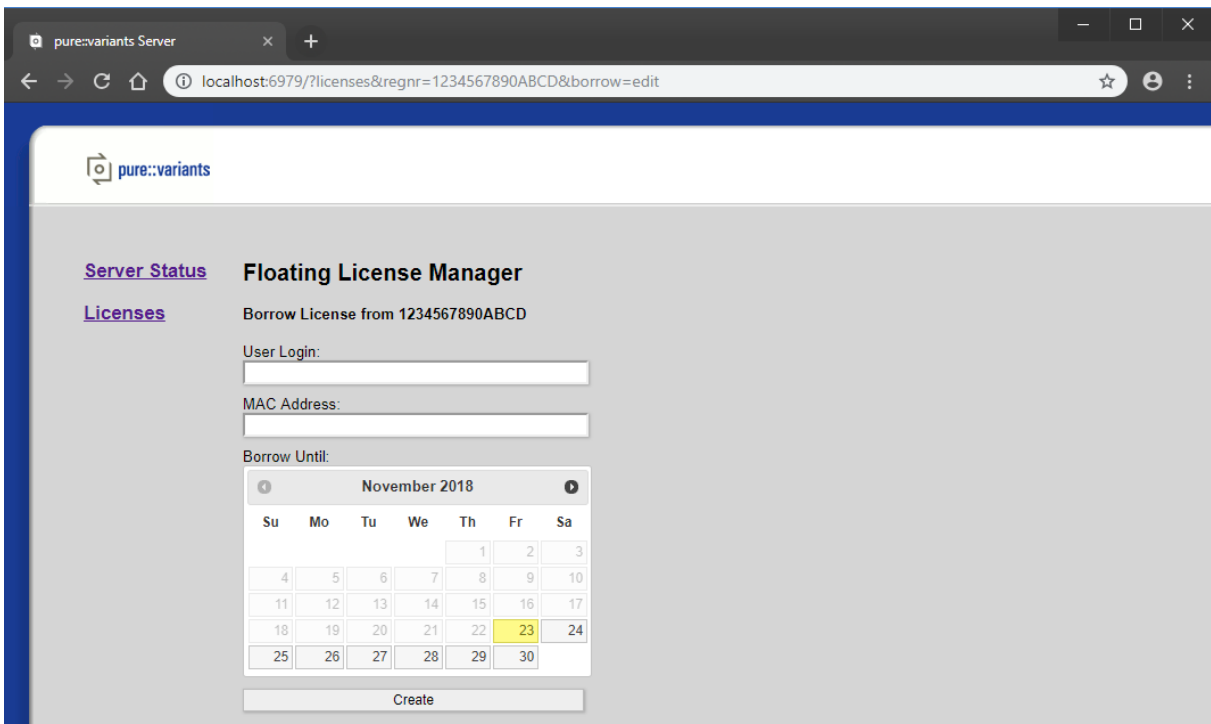 pure::variants Server
localhost:6979/?licenses&regnr=1234567890ABCD&borrow=edit
pure::variants
Server Status
Licenses
Floating License Manager
Borrow License from 1234567890ABCD
User Login:
MAC Address:
Borrow Until:
November 2018
Su Mo Tu We Th Fr Sa
1 2 3
4 5 6 7 8 9 10
11 12 13 14 15 16 17
18 19 20 21 22 23 24
25 26 27 28 29 30
Create